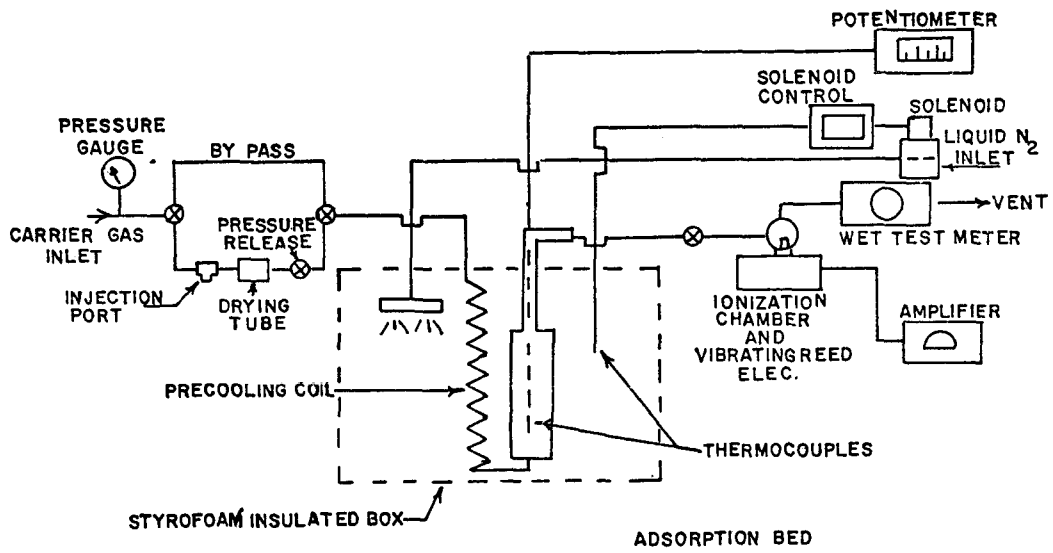 POTENTIOMETER
SOLENOID
CONTROL
SOLENOID
LIQUID N2
INLET
PRESSURE
GAUGE
BY PASS
VENT
WET TEST METER
CARRIER GAS
INLET
PRESSURE
RELEASE
INJECTION
PORT
DRYING
TUBE
IONIZATION
CHAMBER
AND
VIBRATING REED
ELEC.
AMPLIFIER
PRECOOLING COIL
THERMOCOUPLES
STYROFOAM INSULATED BOX
ADSORPTION BED